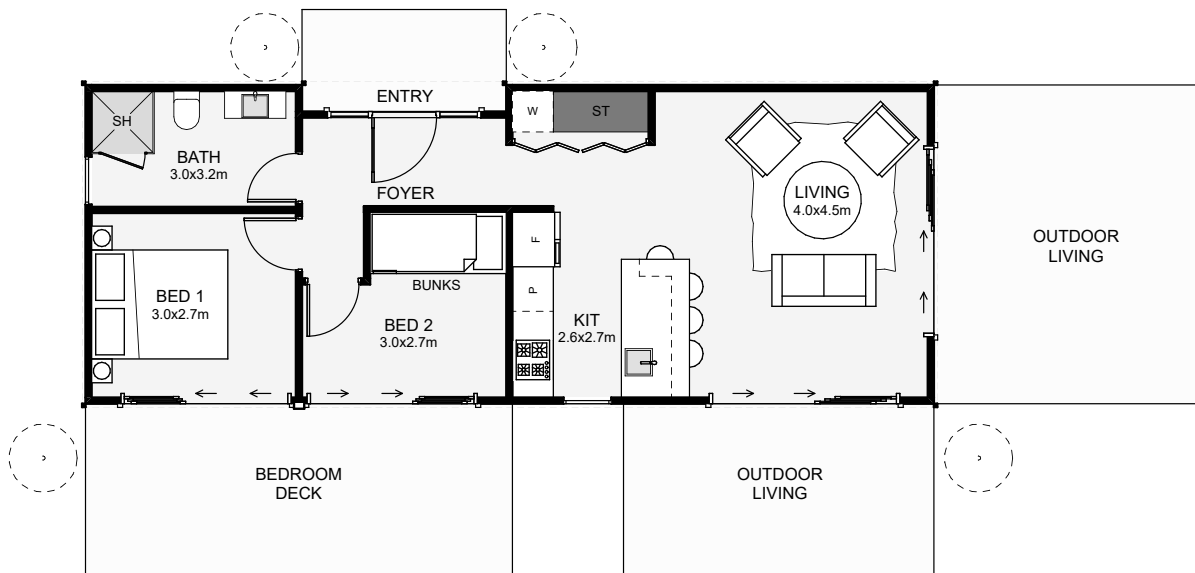 ENTRY
W
ST
SH
BATH
3.0x3.2m
FOYER
LIVING
4.0x4.5m
OUTDOOR
LIVING
F
P
BUNKS
BED 1
3.0x2.7m
BED 2
3.0x2.7m
KIT
2.6x2.7m
BEDROOM
DECK
OUTDOOR
LIVING